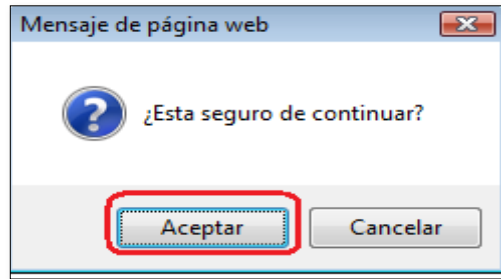 Mensaje de página web
¿Esta seguro de continuar?
Aceptar
Cancelar